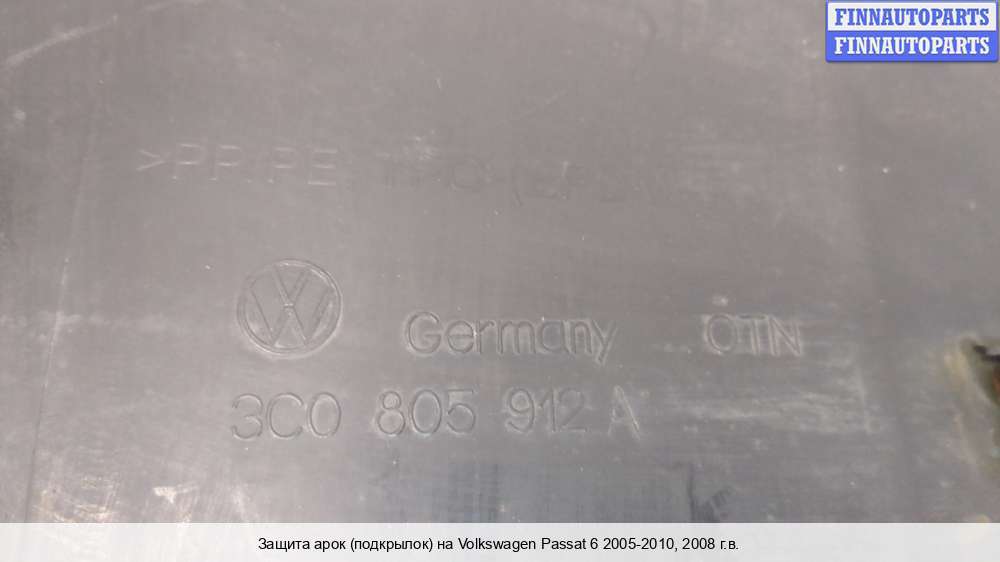 FINNAUTOPARTS
FINNAUTOPARTS
>PP.PE
Germany OTN
3C0 805 912 A
Защита арок (подкрылок) на Volkswagen Passat 6 2005-2010, 2008 г.в.